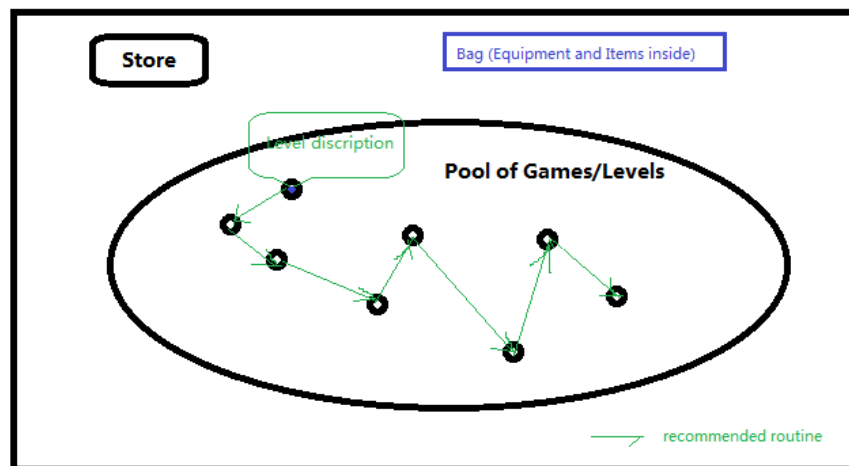 Store
Bag (Equipment and Items inside)
Level discription
Pool of Games/Levels
recommended routine